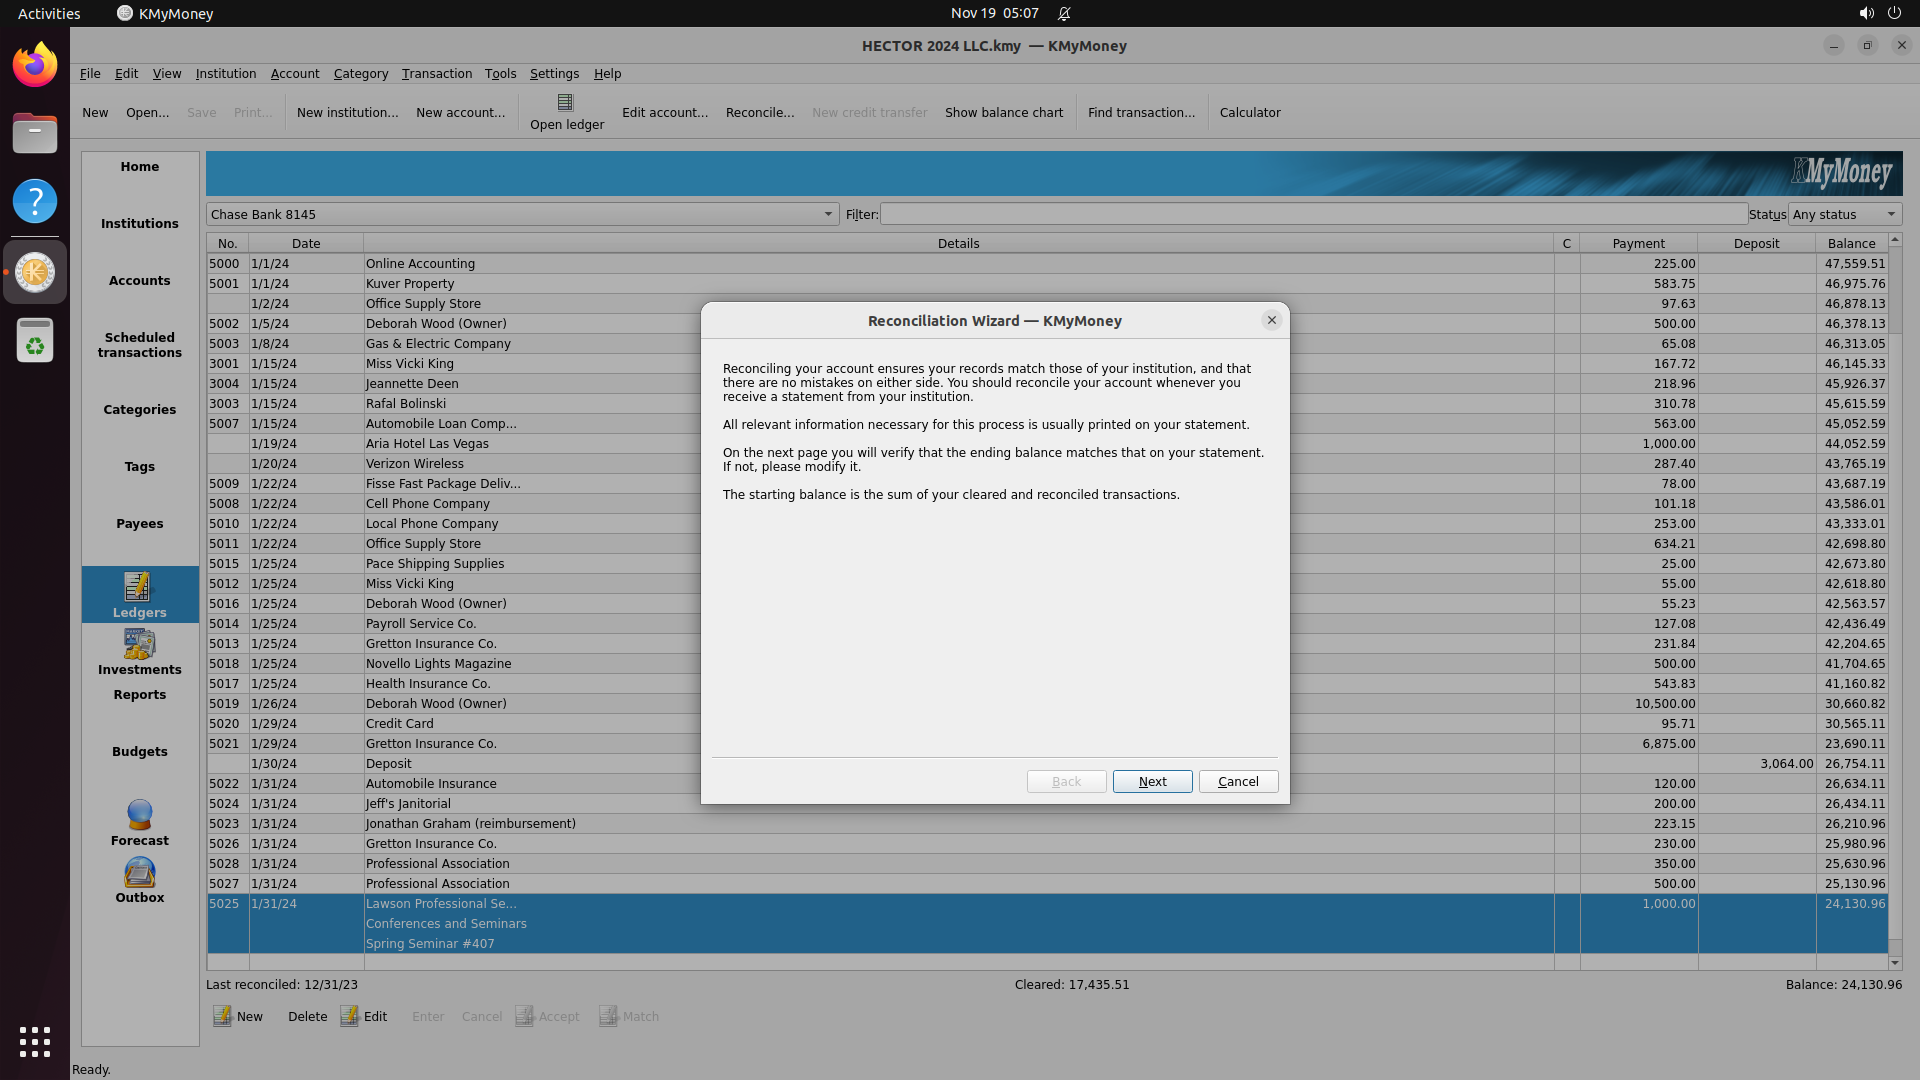 Activities
KMyMoney
Nov 19 05:07
HECTOR 2024 LLC.kmy — KMyMoney
File Edit View Institution Account Category Transaction Tools Settings Help
New Open... Save Print... New institution... New account... Open ledger Edit account... Reconcile... New credit transfer Show balance chart Find transaction... Calculator
Home
Institutions
Accounts
Scheduled
transactions
Categories
Tags
Payees
Ledgers
Investments
Reports
Budgets
Forecast
Outbox
KMyMoney
Chase Bank 8145 Filter: Status Any status
No. Date Details C Payment Deposit Balance
5000 1/1/24 Online Accounting 225.00 47,559.51
5001 1/1/24 Kuver Property 583.75 46,975.76
1/2/24 Office Supply Store 97.63 46,878.13
5002 1/5/24 Deborah Wood (Owner) 500.00 46,378.13
5003 1/8/24 Gas & Electric Company 65.08 46,313.05
3001 1/15/24 Miss Vicki King 167.72 46,145.33
3004 1/15/24 Jeannette Deen 218.96 45,926.37
3003 1/15/24 Rafal Bolinski 310.78 45,615.59
5007 1/15/24 Automobile Loan Comp... 563.00 45,052.59
1/19/24 Aria Hotel Las Vegas 1,000.00 44,052.59
1/20/24 Verizon Wireless 287.40 43,765.19
5009 1/22/24 Fisse Fast Package Deliv... 78.00 43,687.19
5008 1/22/24 Cell Phone Company 101.18 43,586.01
5010 1/22/24 Local Phone Company 253.00 43,333.01
5011 1/22/24 Office Supply Store 634.21 42,698.80
5015 1/25/24 Pace Shipping Supplies 25.00 42,673.80
5012 1/25/24 Miss Vicki King 55.00 42,618.80
5016 1/25/24 Deborah Wood (Owner) 55.23 42,563.57
5014 1/25/24 Payroll Service Co. 127.08 42,436.49
5013 1/25/24 Gretton Insurance Co. 231.84 42,204.65
5018 1/25/24 Novello Lights Magazine 500.00 41,704.65
5017 1/25/24 Health Insurance Co. 543.83 41,160.82
5019 1/26/24 Deborah Wood (Owner) 10,500.00 30,660.82
5020 1/29/24 Credit Card 95.71 30,565.11
5021 1/29/24 Gretton Insurance Co. 6,875.00 23,690.11
1/30/24 Deposit 3,064.00 26,754.11
5022 1/31/24 Automobile Insurance 120.00 26,634.11
5024 1/31/24 Jeff's Janitorial 200.00 26,434.11
5023 1/31/24 Jonathan Graham (reimbursement) 223.15 26,210.96
5026 1/31/24 Gretton Insurance Co. 230.00 25,980.96
5028 1/31/24 Professional Association 350.00 25,630.96
5027 1/31/24 Professional Association 500.00 25,130.96
5025 1/31/24 Lawson Professional Se... 1,000.00 24,130.96
Conferences and Seminars
Spring Seminar #407
Last reconciled: 12/31/23 Cleared: 17,435.51 Balance: 24,130.96
New Delete Edit Enter Cancel Accept Match
Ready.
Reconciliation Wizard — KMyMoney
Reconciling your account ensures your records match those of your institution, and that
there are no mistakes on either side. You should reconcile your account whenever you
receive a statement from your institution.
All relevant information necessary for this process is usually printed on your statement.
On the next page you will verify that the ending balance matches that on your statement.
If not, please modify it.
The starting balance is the sum of your cleared and reconciled transactions.
Back Next Cancel